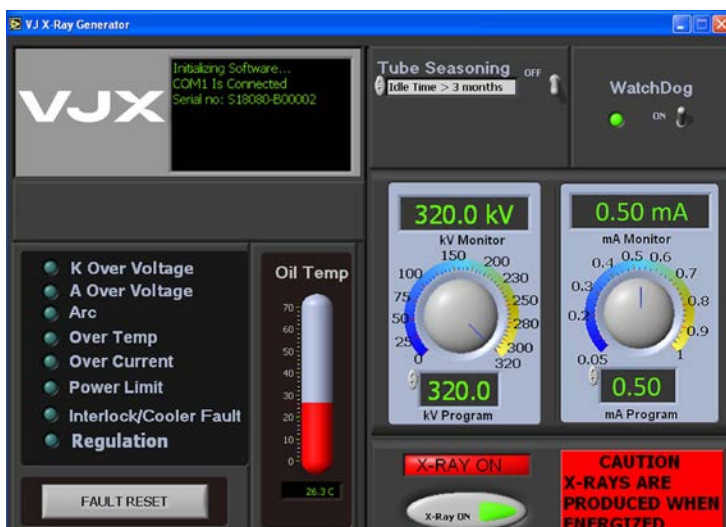 VJ X-Ray Generator
VJX
Initializing Software...
COM1 Is Connected
Serial no: S18080-B00002
Tube Seasoning
OFF
Idle Time > 3 months
WatchDog
ON
320.0 kV
kV Monitor
0
25
50
75
100
150
200
230
250
280
300
320
320.0
kV Program
0.50 mA
mA Monitor
0.05
0.2
0.3
0.4
0.5
0.6
0.7
0.8
0.9
1
0.50
mA Program
K Over Voltage
A Over Voltage
Arc
Over Temp
Over Current
Power Limit
Interlock/Cooler Fault
Regulation
FAULT RESET
Oil Temp
70
60
50
40
30
20
10
0
26.3 C
X-RAY ON
X-Ray ON
CAUTION
X-RAYS ARE
PRODUCED WHEN
ENERGIZED